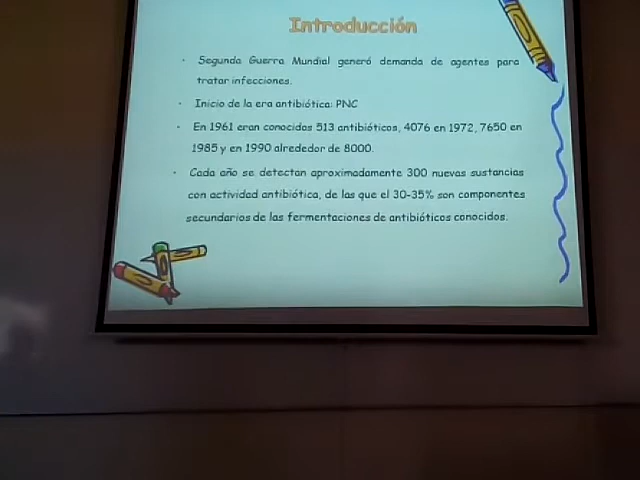 Introducción
· Segunda Guerra Mundial generó demanda de agentes para
tratar infecciones.
· Inicio de la era antibiótica: PNC
· En 1961 eran conocidos 513 antibióticos, 4076 en 1972, 7650 en
1985 y en 1990 alrededor de 8000.
· Cada año se detectan aproximadamente 300 nuevas sustancias
con actividad antibiótica, de las que el 30-35% son componentes
secundarios de las fermentaciones de antibióticos conocidos.